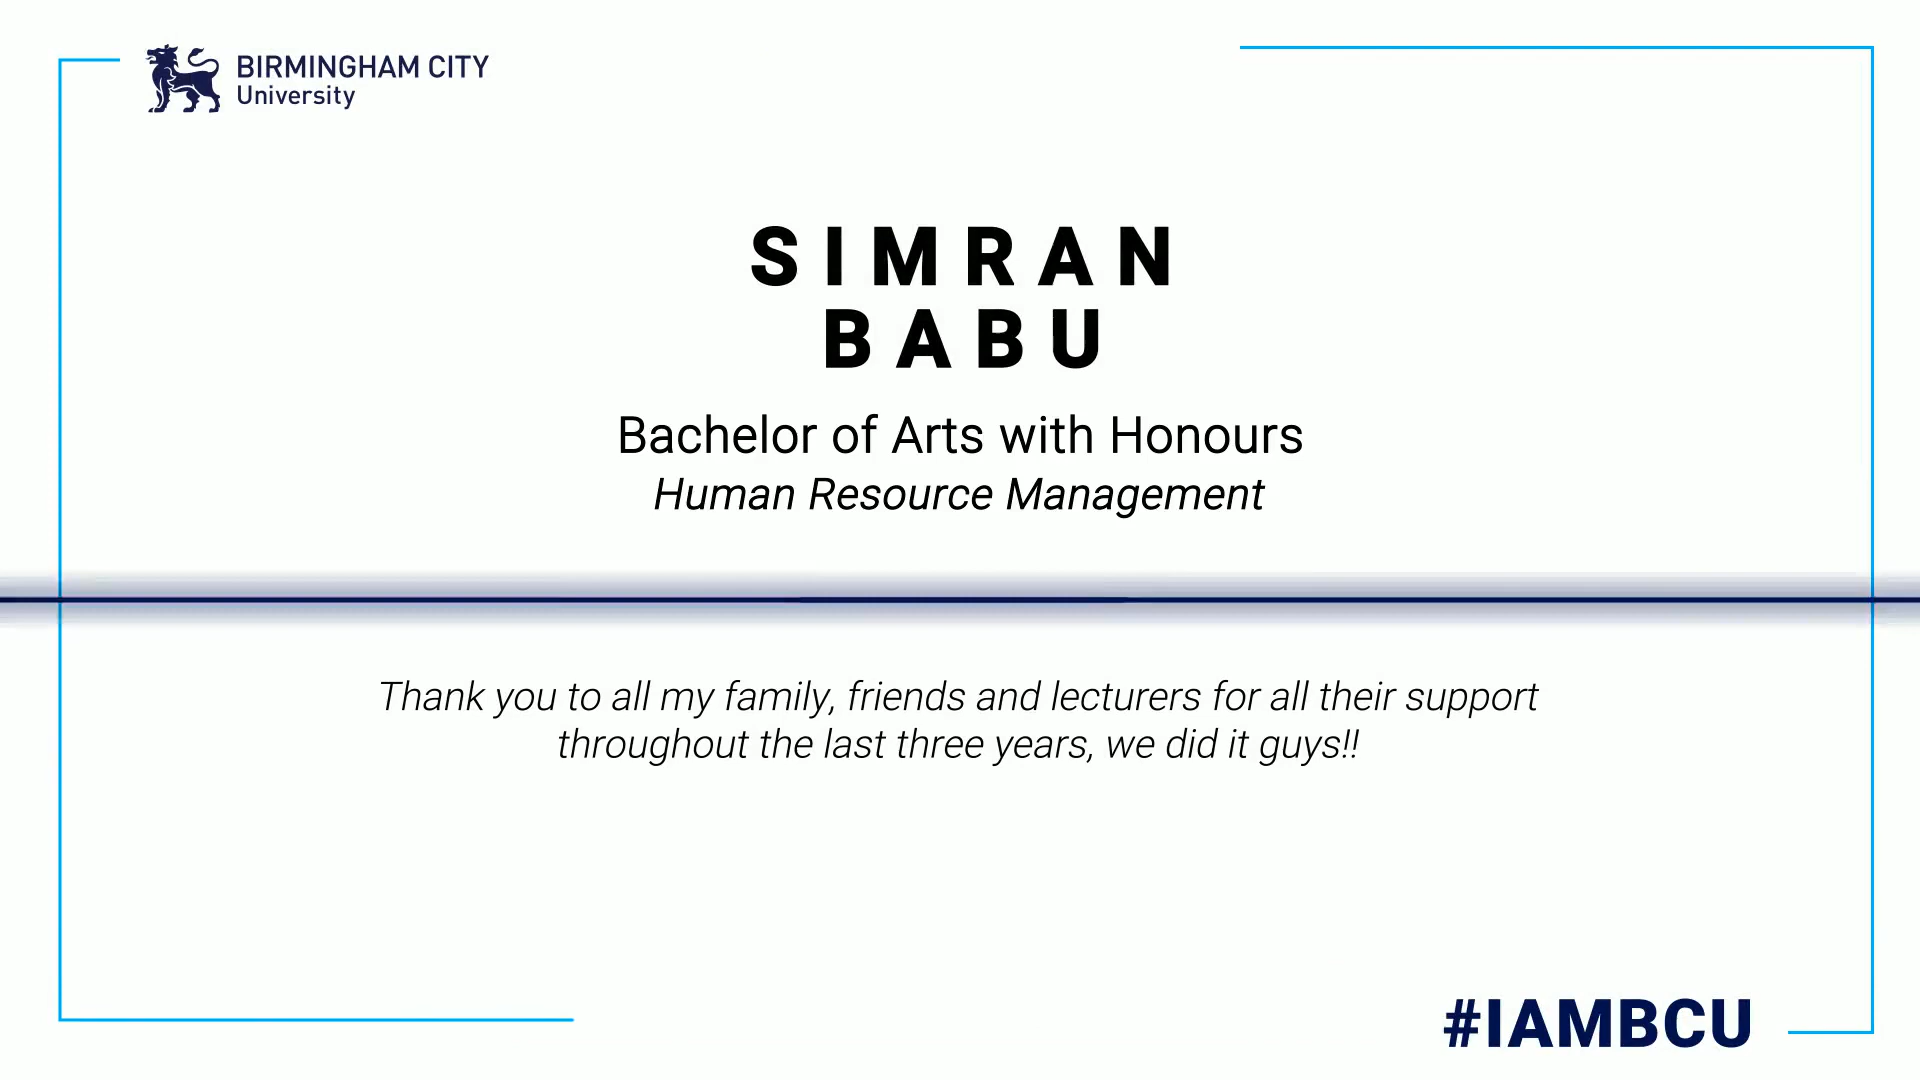 BIRMINGHAM CITY
University
SIMRAN
BABU
Bachelor of Arts with Honours
Human Resource Management
Thank you to all my family, friends and lecturers for all their support
throughout the last three years, we did it guys!!
#IAMBCU